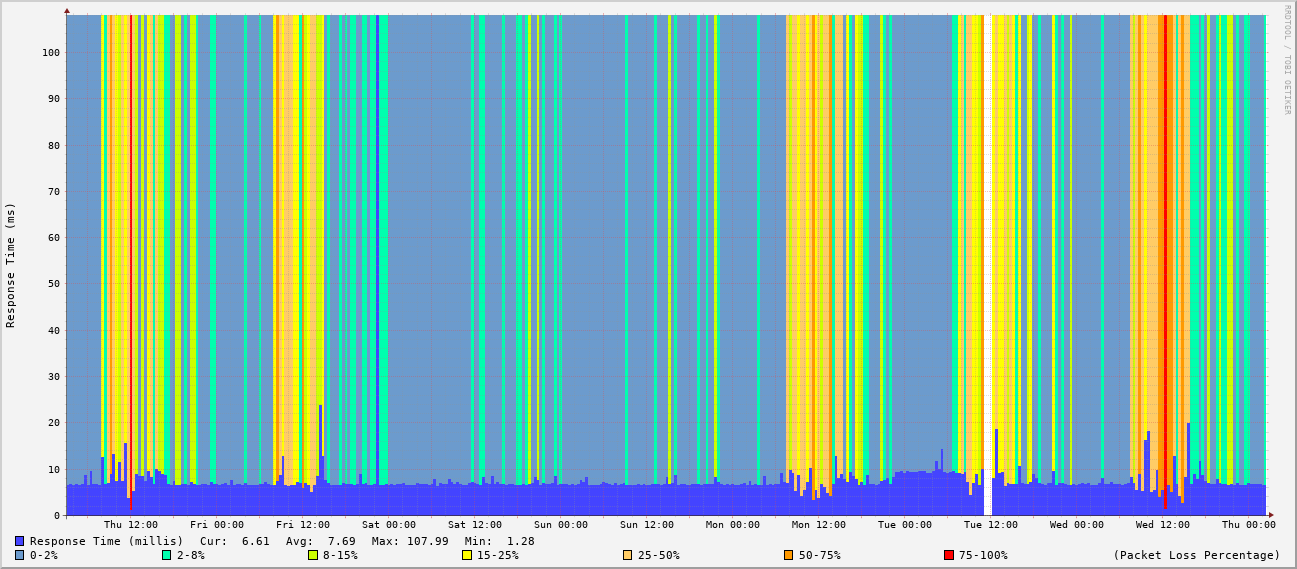 RRDTOOL / TOBI OETIKER
Response Time (ms)
100
90
80
70
60
50
40
30
20
10
0
Thu 12:00 Fri 00:00 Fri 12:00 Sat 00:00 Sat 12:00 Sun 00:00 Sun 12:00 Mon 00:00 Mon 12:00 Tue 00:00 Tue 12:00 Wed 00:00 Wed 12:00 Thu 00:00
Response Time (millis) Cur: 6.61 Avg: 7.69 Max: 107.99 Min: 1.28
0-2% 2-8% 8-15% 15-25% 25-50% 50-75% 75-100% (Packet Loss Percentage)